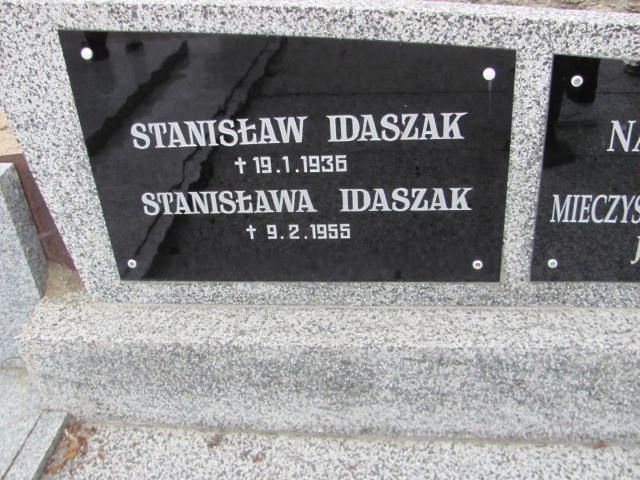 STANISŁAW IDASZAK
† 19.1.1936
STANISŁAWA IDASZAK
† 9.2.1955